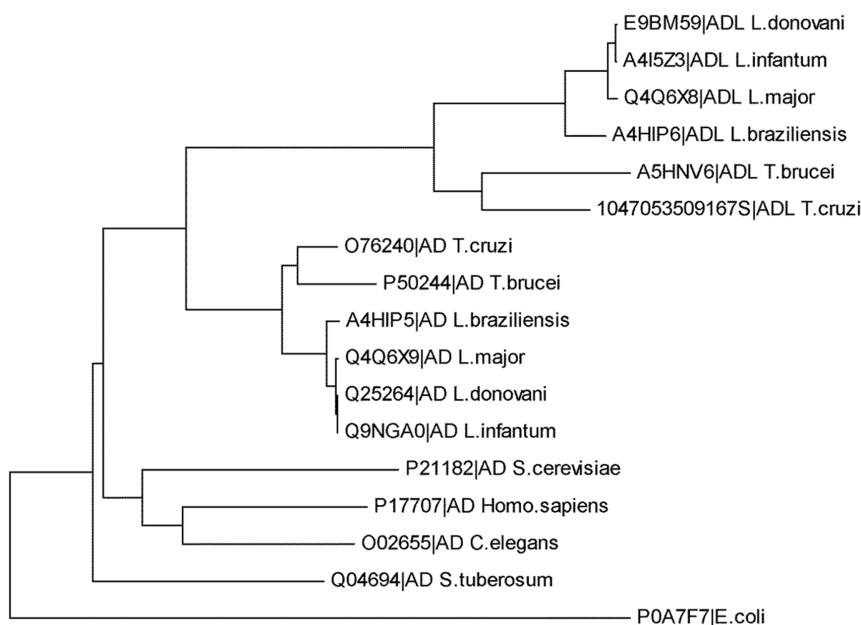 E9BM59|ADL L.donovani
A4I5Z3|ADL L.infantum
Q4Q6X8|ADL L.major
A4HIP6|ADL L.braziliensis
A5HNV6|ADL T.brucei
1047053509167S|ADL T.cruzi
O76240|AD T.cruzi
P50244|AD T.brucei
A4HIP5|AD L.braziliensis
Q4Q6X9|AD L.major
Q25264|AD L.donovani
Q9NGA0|AD L.infantum
P21182|AD S.cerevisiae
P17707|AD Homo.sapiens
O02655|AD C.elegans
Q04694|AD S.tuberosum
P0A7F7|E.coli